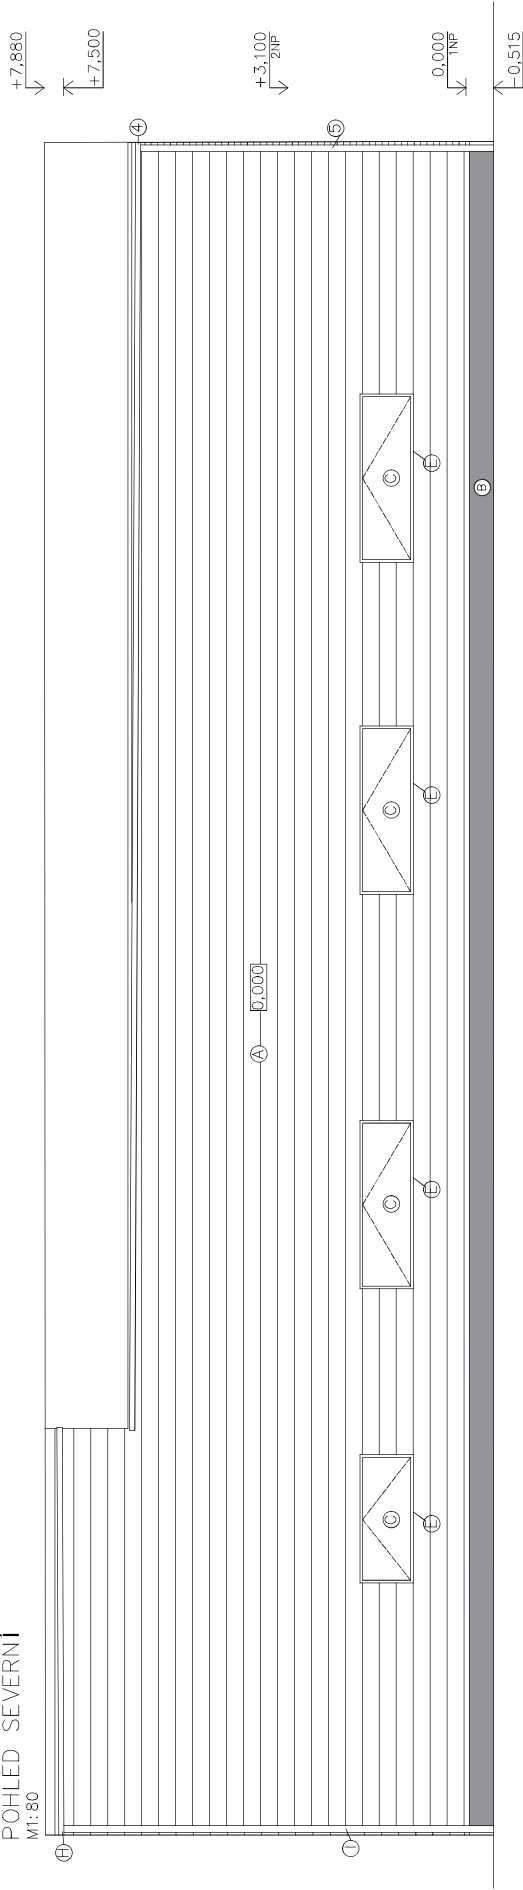 POHLED SEVERNÍ
M1:80
+7,880
+7,500
+3,100
2NP
0,000
1NP
-0,515
H
4
A
0,000
I
5
C
C
C
C
E
E
E
E
B